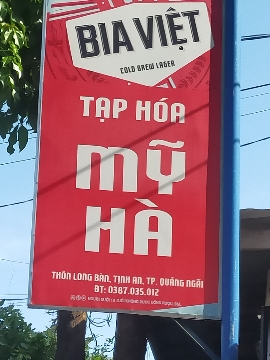 BIA VIỆT
COLD BREW LAGER
TẠP HÓA
MỸ
HÀ
THÔN LONG BÀN, TỊNH AN, TP. QUẢNG NGÃI
ĐT: 0387.035.012